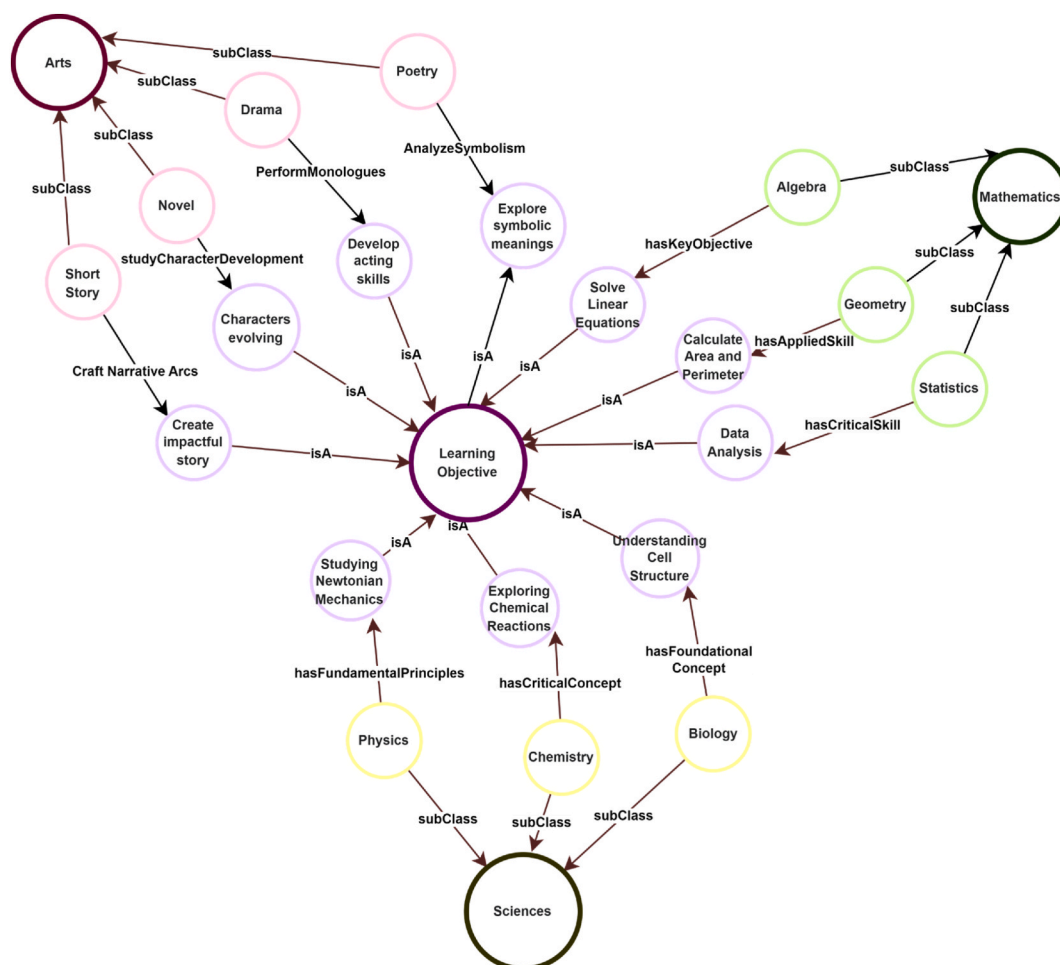 Arts
subClass
Poetry
subClass
Drama
subClass
AnalyzeSymbolism
Algebra
subClass
PerformMonologues
subClass
Novel
Mathematics
Explore
symbolic
meanings
hasKeyObjective
Develop
acting
skills
studyCharacterDevelopment
subClass
Short
Story
Solve
Linear
Equations
Geometry
subClass
Characters
evolving
hasAppliedSkill
Calculate
Area and
Perimeter
isA
isA
isA
Craft Narrative Arcs
isA
isA
Statistics
hasCriticalSkill
Create
impactful
story
isA
Learning
Objective
isA
Data
Analysis
isA
isA
isA
Understanding
Cell
Structure
Studying
Newtonian
Mechanics
Exploring
Chemical
Reactions
hasFundamentalPrinciples
hasCriticalConcept
hasFoundational
Concept
Physics
Chemistry
Biology
subClass
subClass
subClass
Sciences